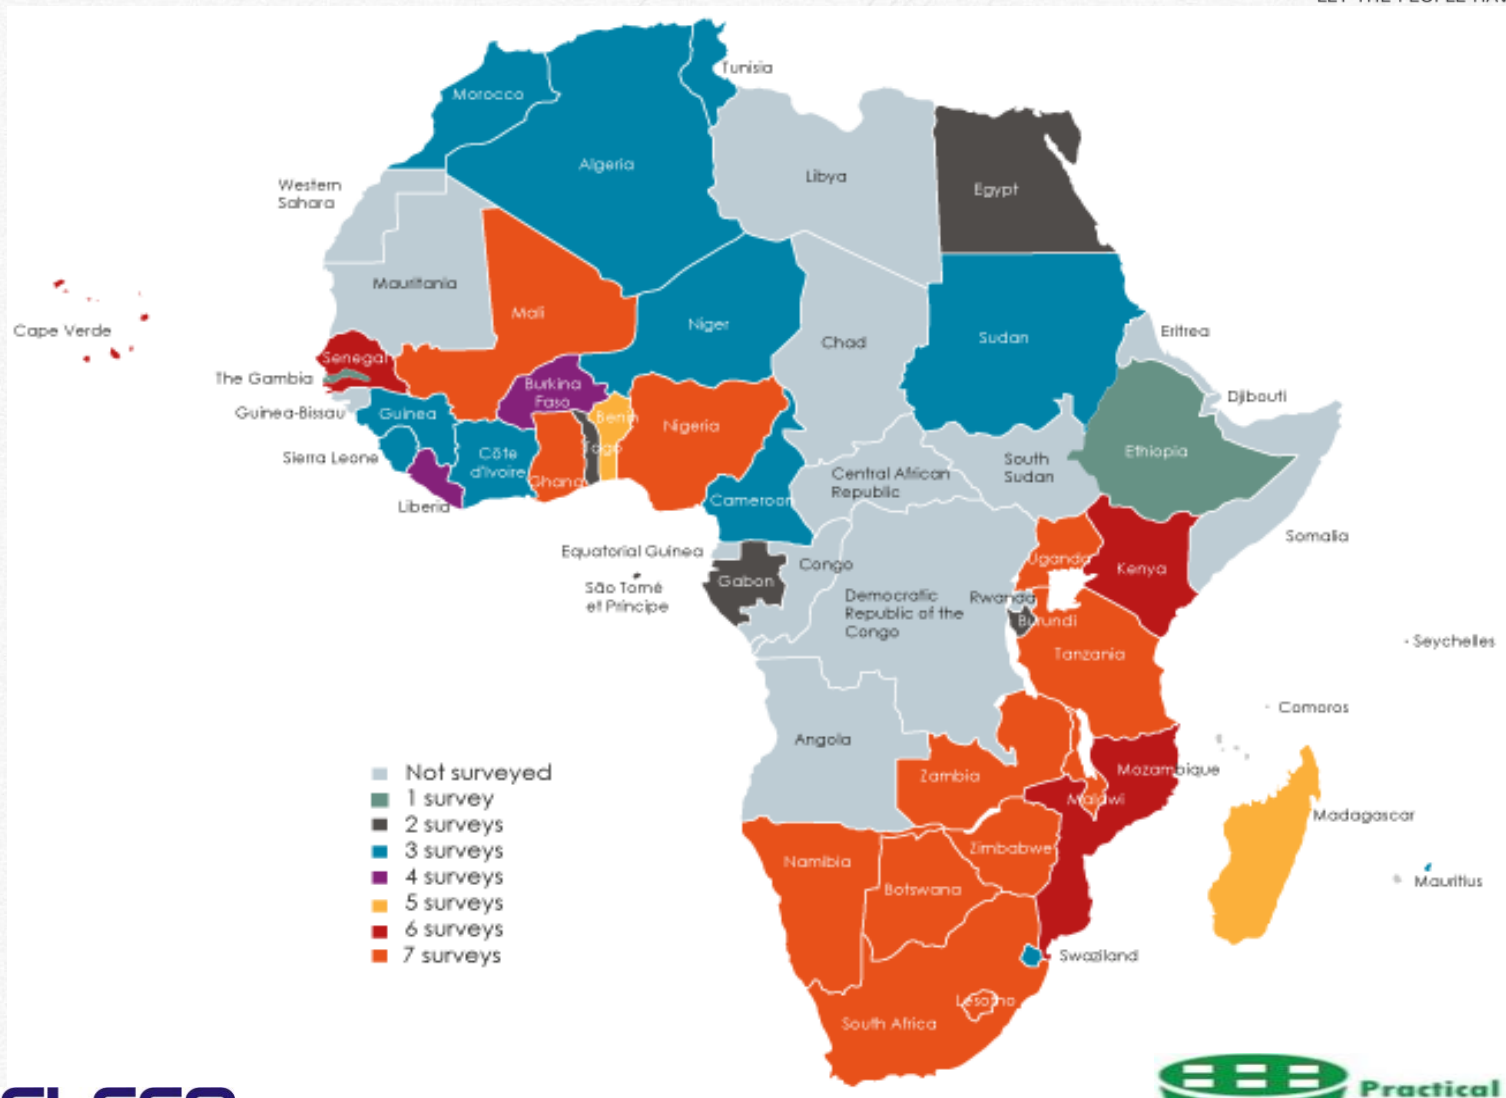 Tunisia
Morocco
Algeria
Libya
Egypt
Western
Sahara
Mauritania
Mali
Niger
Chad
Sudan
Eritrea
Cape Verde
Senegal
The Gambia
Burkina
Faso
Djibouti
Guinea-Bissau
Guinea
Benin
Nigeria
Togo
Sierra Leone
Côte
d'Ivoire
Ghana
Ethiopia
South
Sudan
Central African
Republic
Liberia
Cameroon
Somalia
Equatorial Guinea
Congo
Uganda
Kenya
São Tomé
et Príncipe
Gabon
Democratic
Republic of the
Congo
Rwanda
Burundi
Tanzania
Seychelles
Comoros
Angola
Zambia
Mozambique
Malawi
Madagascar
Namibia
Zimbabwe
Botswana
Mauritius
Swaziland
Lesotho
South Africa
Not surveyed
1 survey
2 surveys
3 surveys
4 surveys
5 surveys
6 surveys
7 surveys
Practical